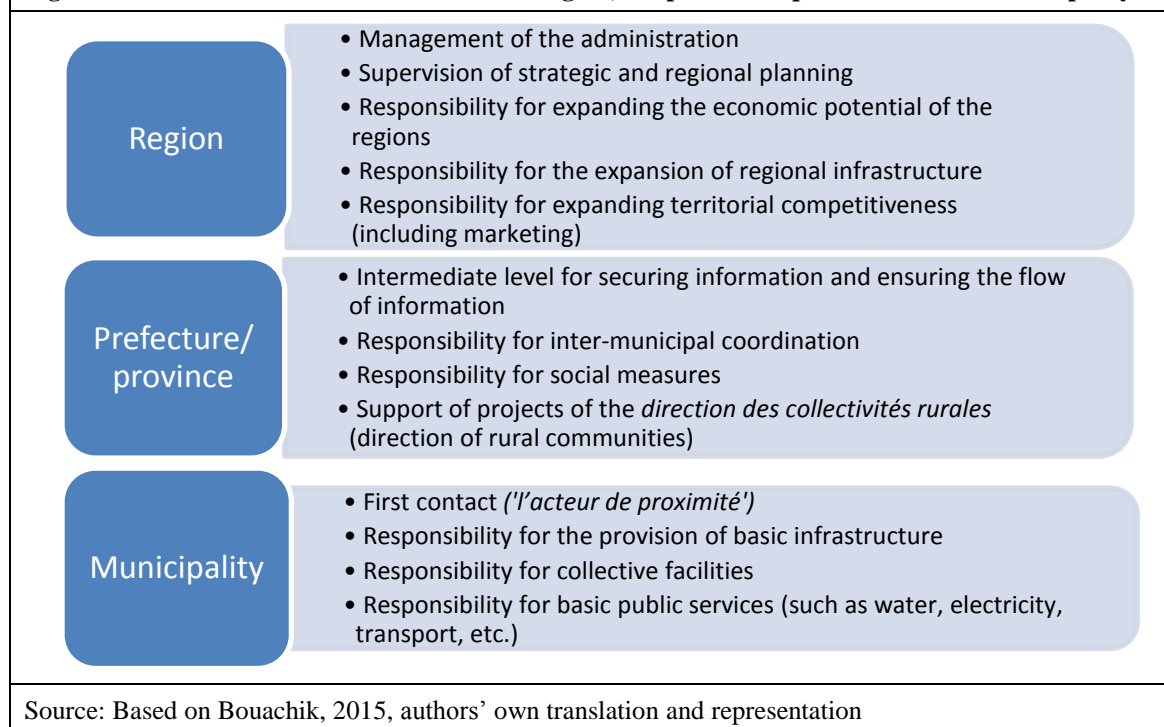 Region
• Management of the administration
• Supervision of strategic and regional planning
• Responsibility for expanding the economic potential of the
regions
• Responsibility for the expansion of regional infrastructure
• Responsibility for expanding territorial competitiveness
(including marketing)
Prefecture/
province
• Intermediate level for securing information and ensuring the flow
of information
• Responsibility for inter-municipal coordination
• Responsibility for social measures
• Support of projects of the direction des collectivités rurales
(direction of rural communities)
Municipality
• First contact ('l’acteur de proximité')
• Responsibility for the provision of basic infrastructure
• Responsibility for collective facilities
• Responsibility for basic public services (such as water, electricity,
transport, etc.)
Source: Based on Bouachik, 2015, authors’ own translation and representation